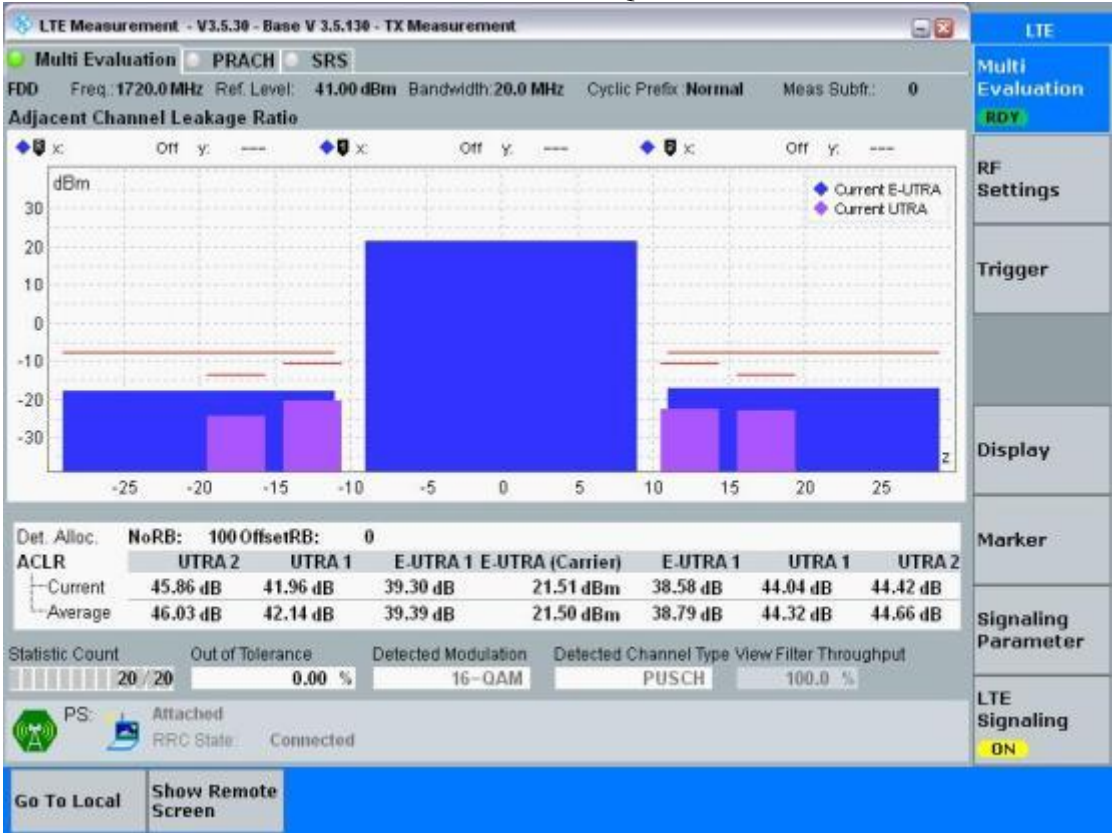 LTE Measurement - V3.5.30 - Base V 3.5.130 - TX Measurement
LTE
Multi Evaluation PRACH SRS
Multi
Evaluation
RDY
FDD Freq.:1720.0 MHz Ref. Level: 41.00 dBm Bandwidth:20.0 MHz Cyclic Prefix:Normal Meas Subfr.: 0
Adjacent Channel Leakage Ratio
x: Off y: --- x: Off y: --- x: Off y: ---
dBm
Current E-UTRA
Current UTRA
30
20
10
0
-10
-20
-30
z
-25 -20 -15 -10 -5 0 5 10 15 20 25
RF
Settings
Trigger
Display
Marker
Signaling
Parameter
LTE
Signaling
ON
Det. Alloc. NoRB: 100 OffsetRB: 0
ACLR UTRA 2 UTRA 1 E-UTRA 1 E-UTRA (Carrier) E-UTRA 1 UTRA 1 UTRA 2
Current 45.86 dB 41.96 dB 39.30 dB 21.51 dBm 38.58 dB 44.04 dB 44.42 dB
Average 46.03 dB 42.14 dB 39.39 dB 21.50 dBm 38.79 dB 44.32 dB 44.66 dB
Statistic Count Out of Tolerance Detected Modulation Detected Channel Type View Filter Throughput
20 / 20 0.00 % 16-QAM PUSCH 100.0 %
PS: Attached
RRC State: Connected
Go To Local
Show Remote
Screen